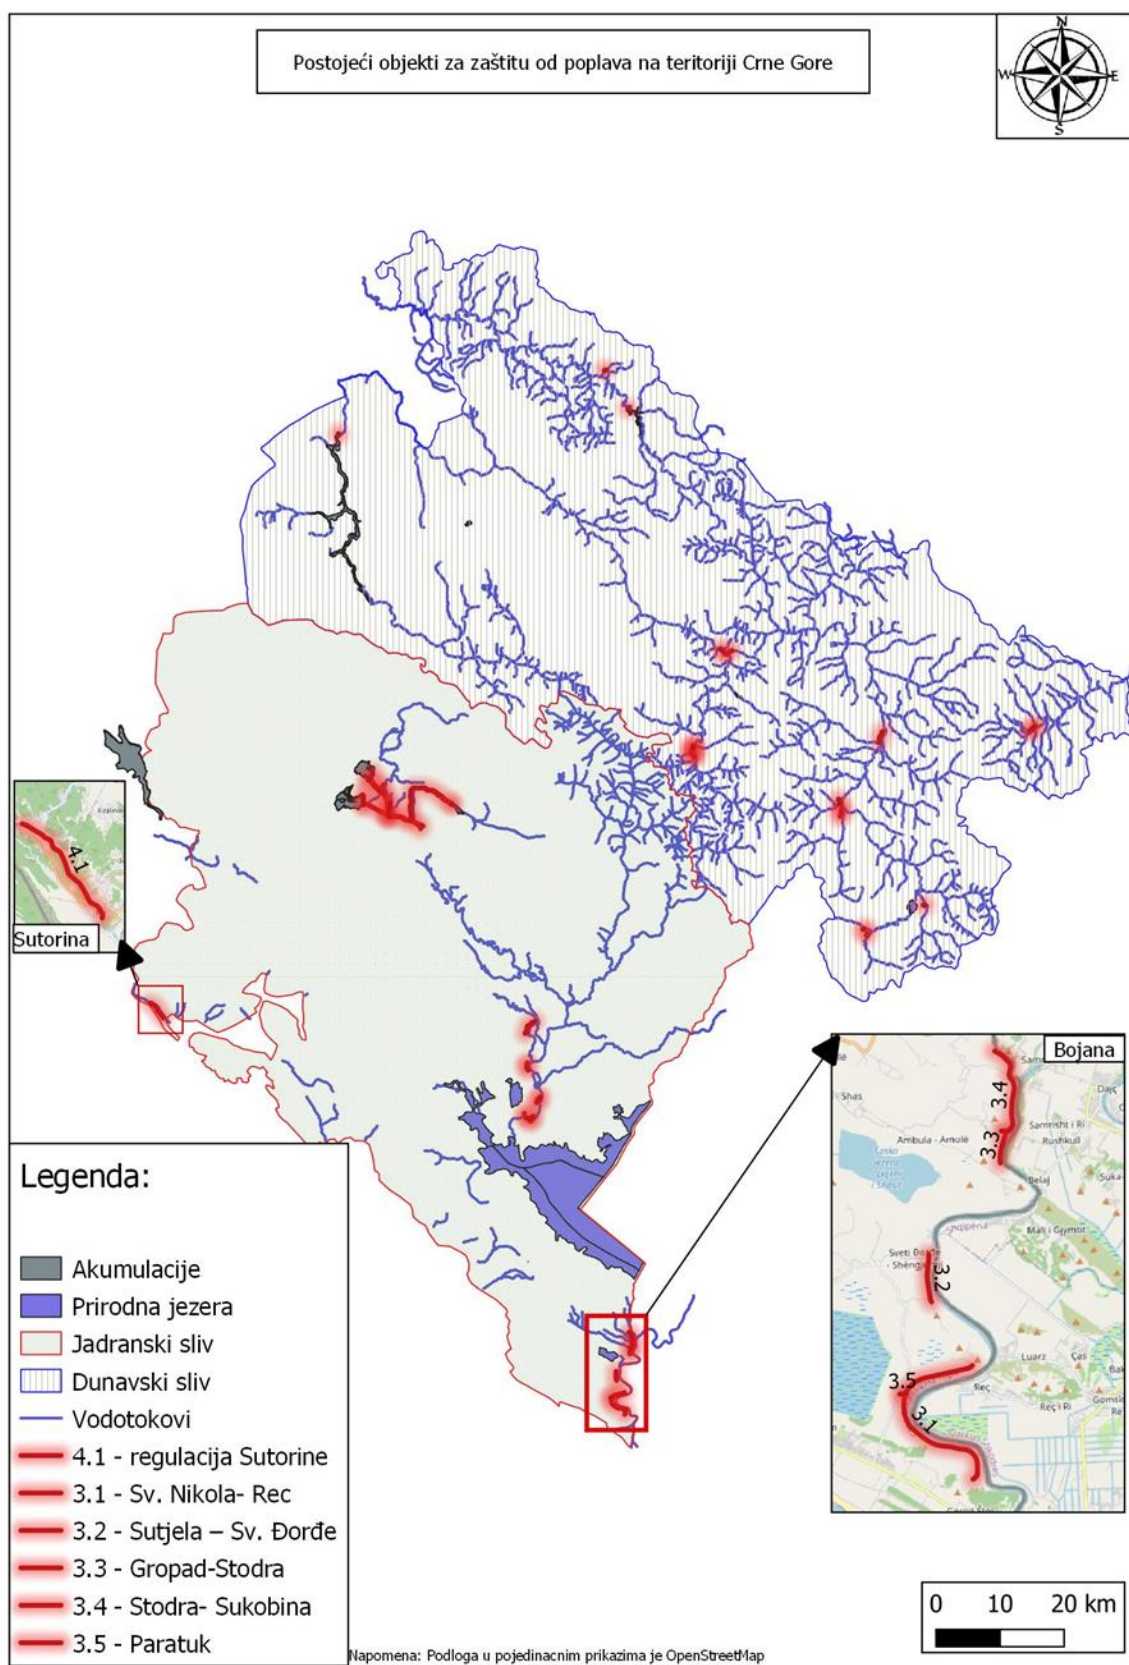 Postojeći objekti za zaštitu od poplava na teritoriji Crne Gore
N
W
E
S
4.1
Sutorina
Bojana
Shas
Dajç
3.4
Samrisht i Ri
Rushkull
Ambula - Amulë
3.3
Suka
Belaj
Mali i Gjymtit
Sveti Đorđe
- Shëngj
3.2
Luarz
Ças
3.5
Reç
Reç i Ri
3.1
Legenda:
Akumulacije
Prirodna jezera
Jadranski sliv
Dunavski sliv
Vodotokovi
4.1 - regulacija Sutorine
3.1 - Sv. Nikola- Rec
3.2 - Sutjela – Sv. Đorđe
3.3 - Gropad-Stodra
3.4 - Stodra- Sukobina
3.5 - Paratuk
0 10 20 km
Napomena: Podloga u pojedinacnim prikazima je OpenStreetMap